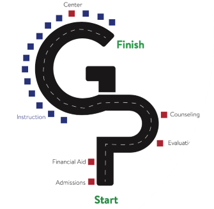 Center
Finish
Instruction
Counseling
Evaluati
Financial Aid
Admissions
Start